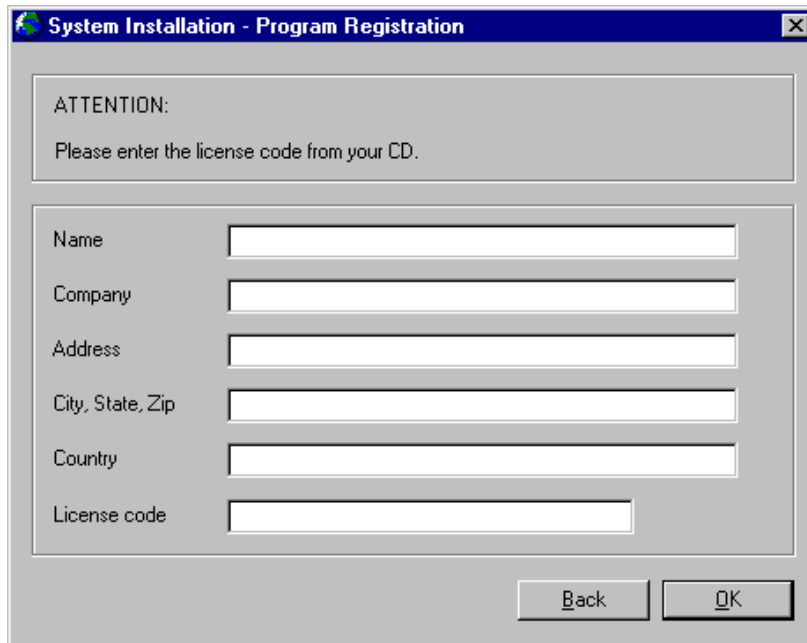 System Installation - Program Registration
ATTENTION:
Please enter the license code from your CD.
Name
Company
Address
City, State, Zip
Country
License code
Back
OK